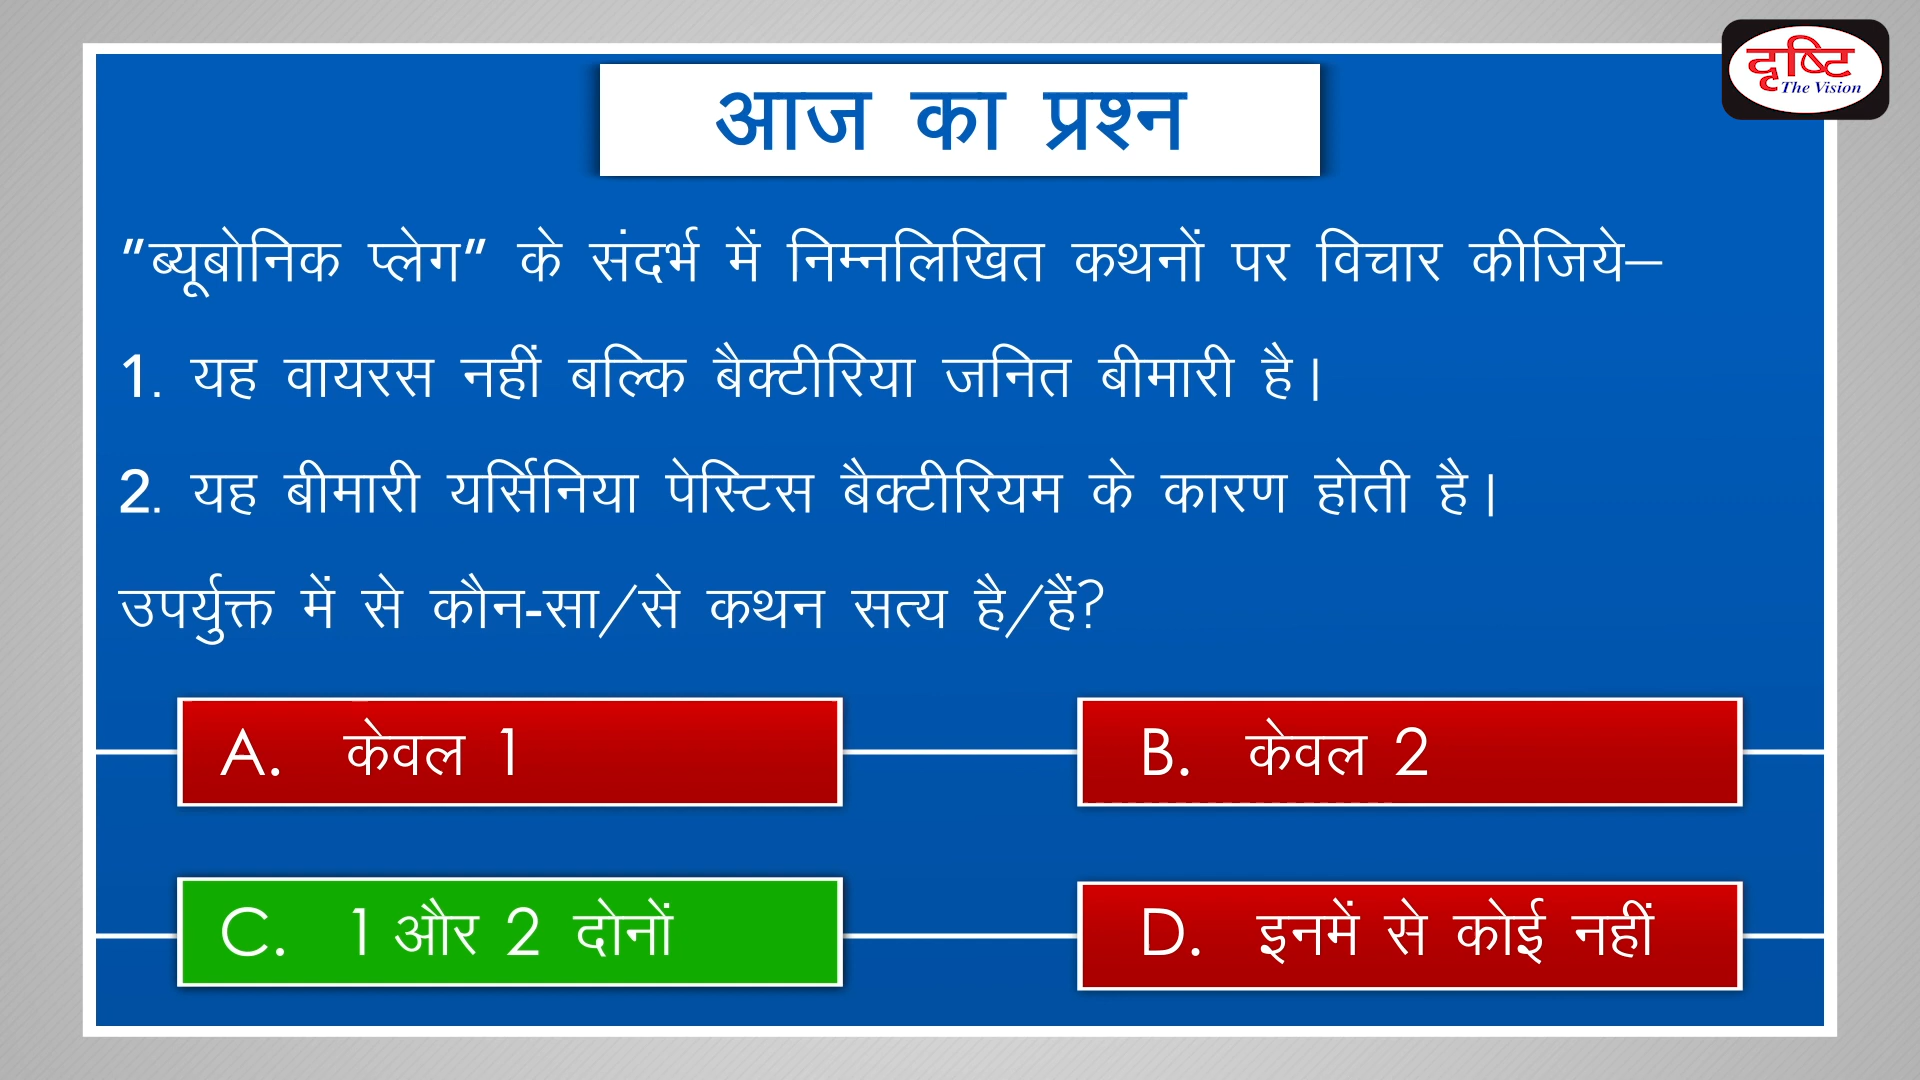 दृष्टि
The Vision
आज का प्रश्न
"ब्यूबोनिक प्लेग" के संदर्भ में निम्नलिखित कथनों पर विचार कीजिये–
1. यह वायरस नहीं बल्कि बैक्टीरिया जनित बीमारी है।
2. यह बीमारी यर्सिनिया पेस्टिस बैक्टीरियम के कारण होती है।
उपर्युक्त में से कौन-सा/से कथन सत्य है/हैं?
A. केवल 1
B. केवल 2
C. 1 और 2 दोनों
D. इनमें से कोई नहीं